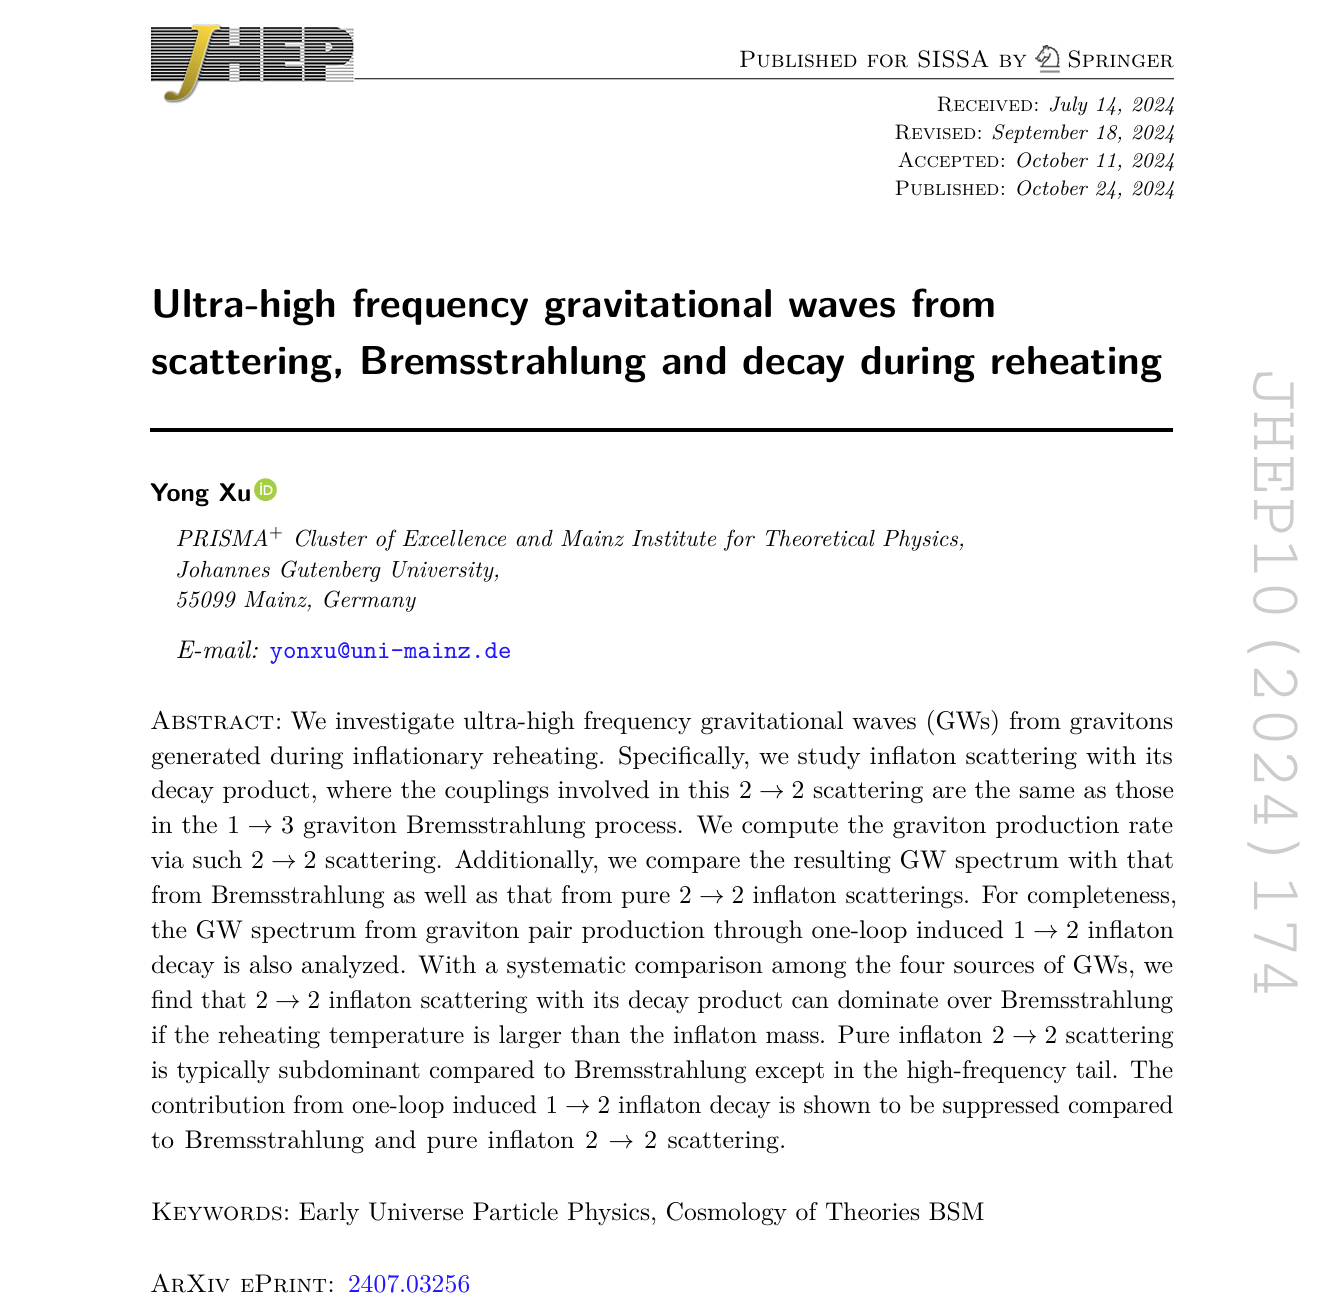 JHEP
Published for SISSA by Springer
Received: July 14, 2024
Revised: September 18, 2024
Accepted: October 11, 2024
Published: October 24, 2024
Ultra-high frequency gravitational waves from
scattering, Bremsstrahlung and decay during reheating
Yong Xu iD
PRISMA+ Cluster of Excellence and Mainz Institute for Theoretical Physics,
Johannes Gutenberg University,
55099 Mainz, Germany
E-mail: yonxu@uni-mainz.de
Abstract: We investigate ultra-high frequency gravitational waves (GWs) from gravitons
generated during inflationary reheating. Specifically, we study inflaton scattering with its
decay product, where the couplings involved in this 2 → 2 scattering are the same as those
in the 1 → 3 graviton Bremsstrahlung process. We compute the graviton production rate
via such 2 → 2 scattering. Additionally, we compare the resulting GW spectrum with that
from Bremsstrahlung as well as that from pure 2 → 2 inflaton scatterings. For completeness,
the GW spectrum from graviton pair production through one-loop induced 1 → 2 inflaton
decay is also analyzed. With a systematic comparison among the four sources of GWs, we
find that 2 → 2 inflaton scattering with its decay product can dominate over Bremsstrahlung
if the reheating temperature is larger than the inflaton mass. Pure inflaton 2 → 2 scattering
is typically subdominant compared to Bremsstrahlung except in the high-frequency tail. The
contribution from one-loop induced 1 → 2 inflaton decay is shown to be suppressed compared
to Bremsstrahlung and pure inflaton 2 → 2 scattering.
Keywords: Early Universe Particle Physics, Cosmology of Theories BSM
ArXiv ePrint: 2407.03256
JHEP10(2024)174